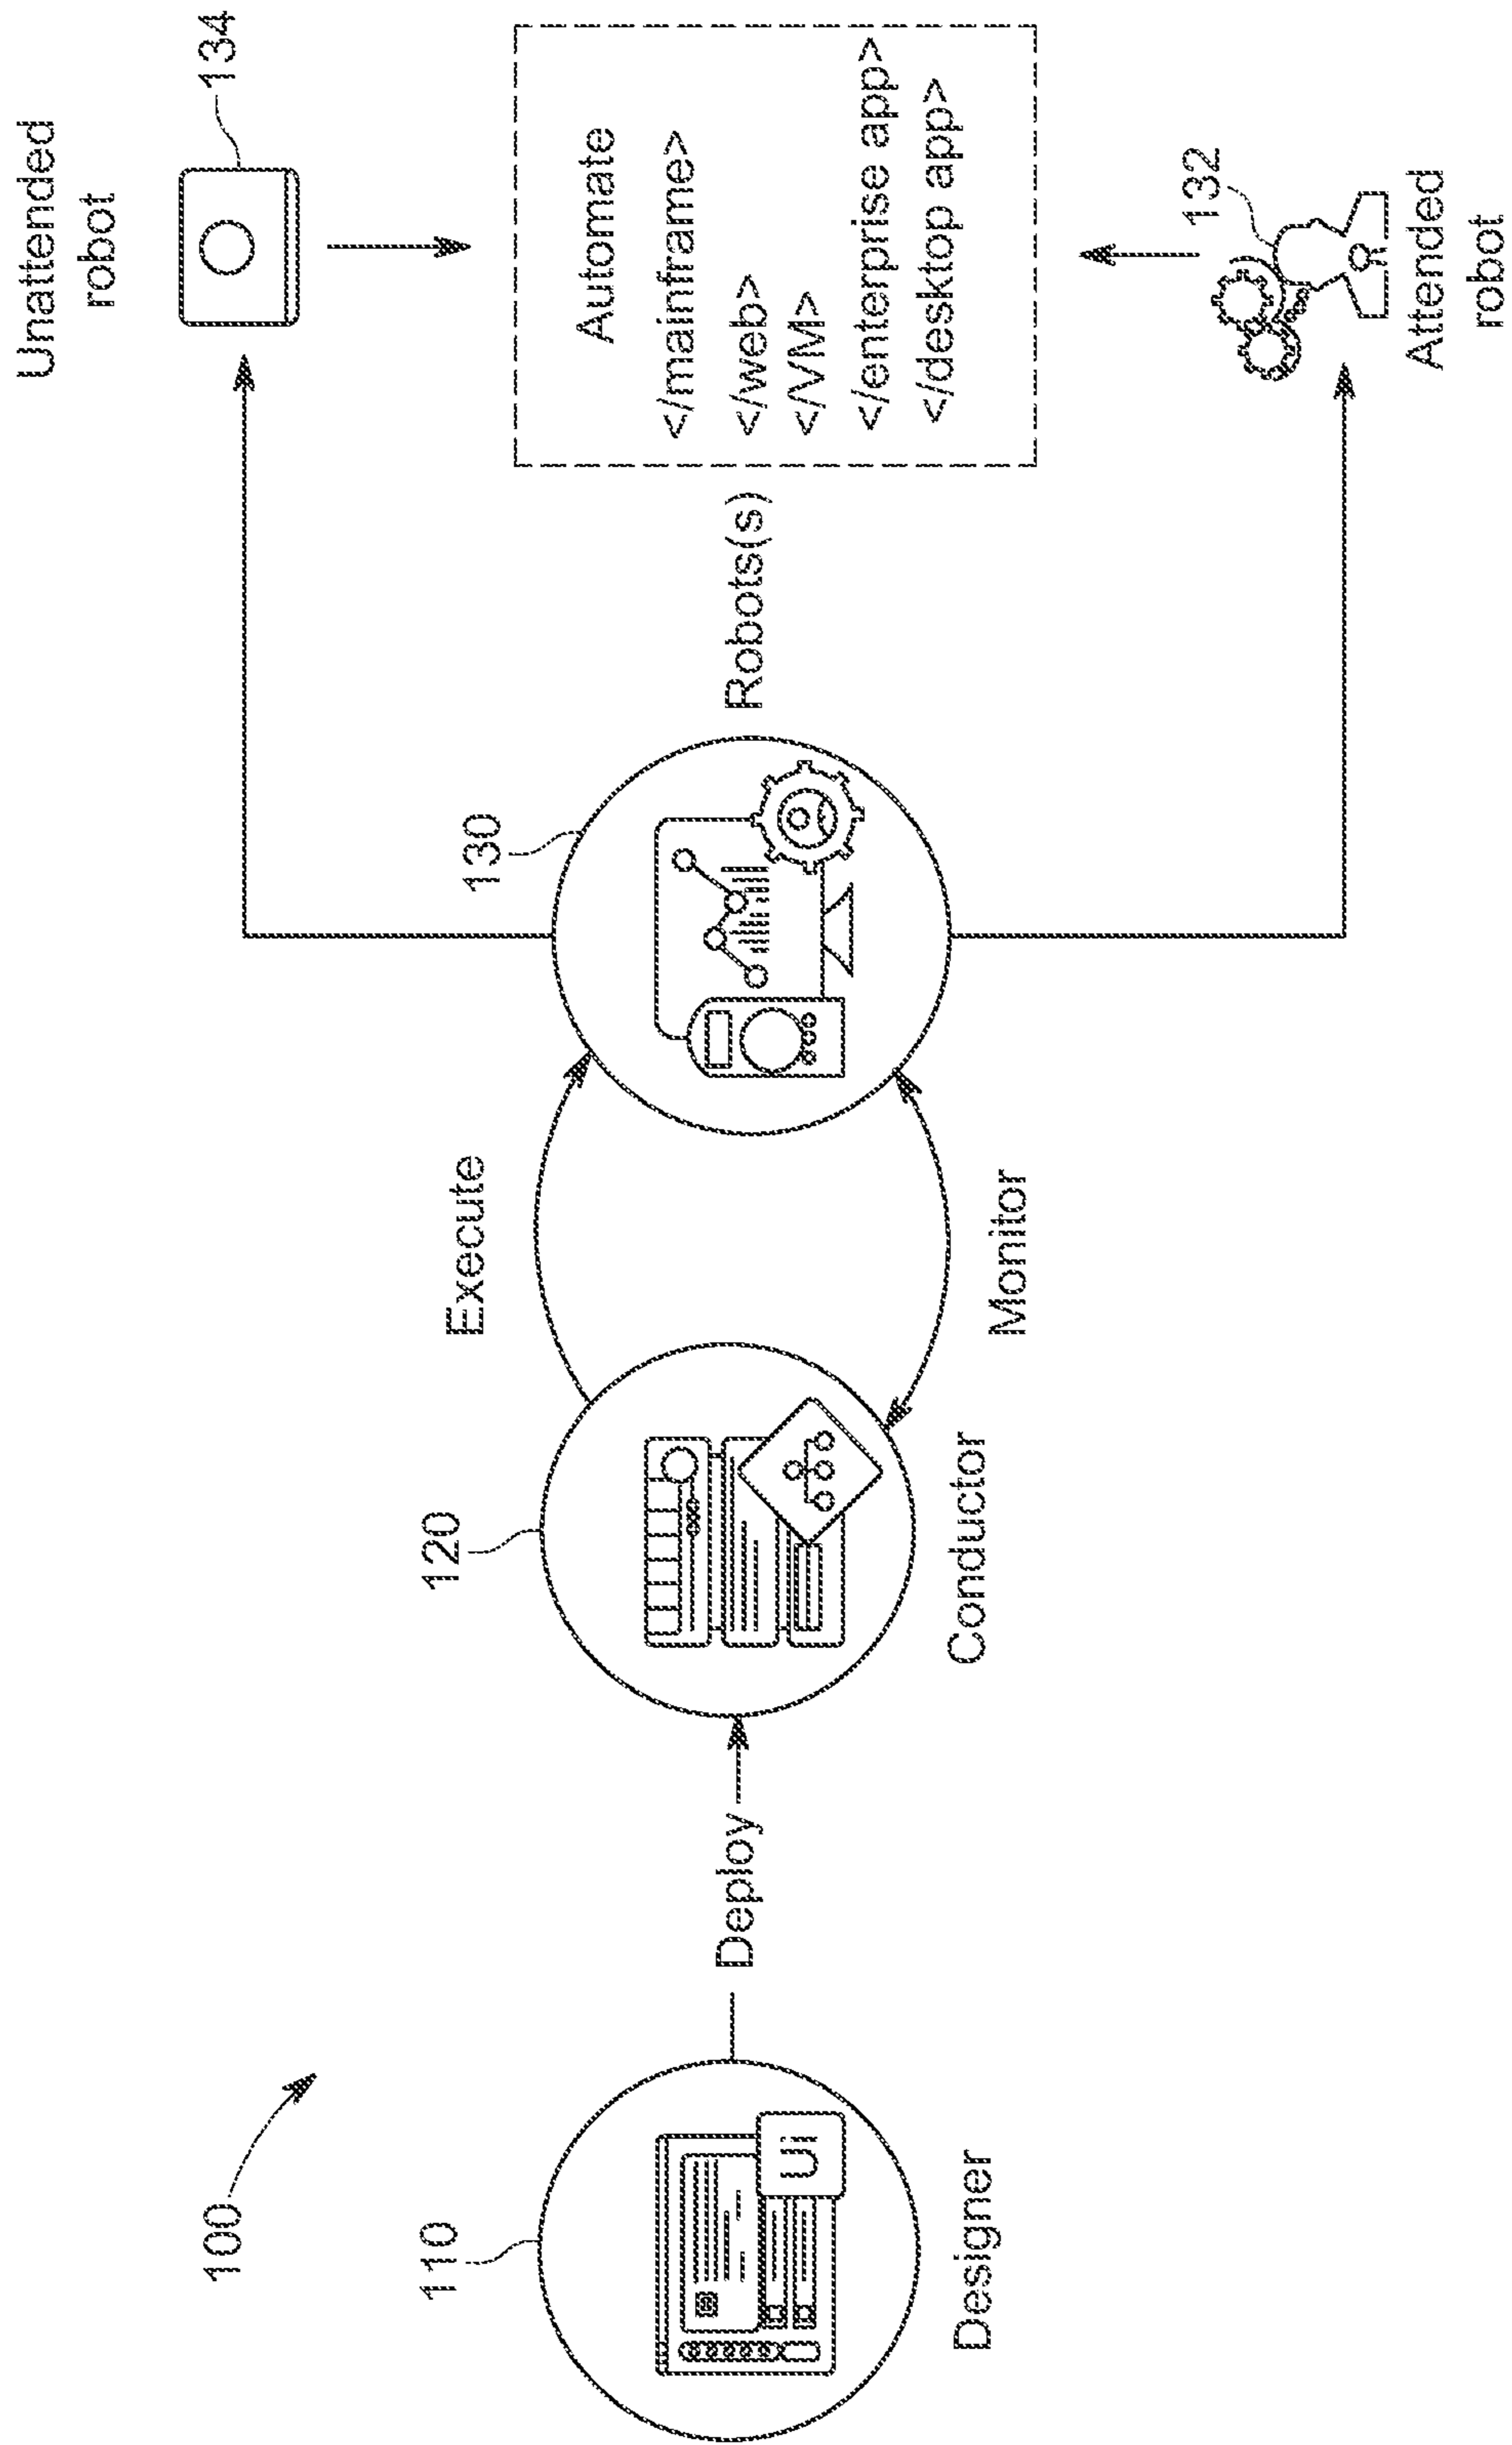 100
110
Ui
Designer
Deploy
120
Conductor
Execute
Monitor
130
Robots(s)
Unattended
robot
134
Automate
</mainframe>
</web>
</VM>
</enterprise app>
</desktop app>
132
Attended
robot